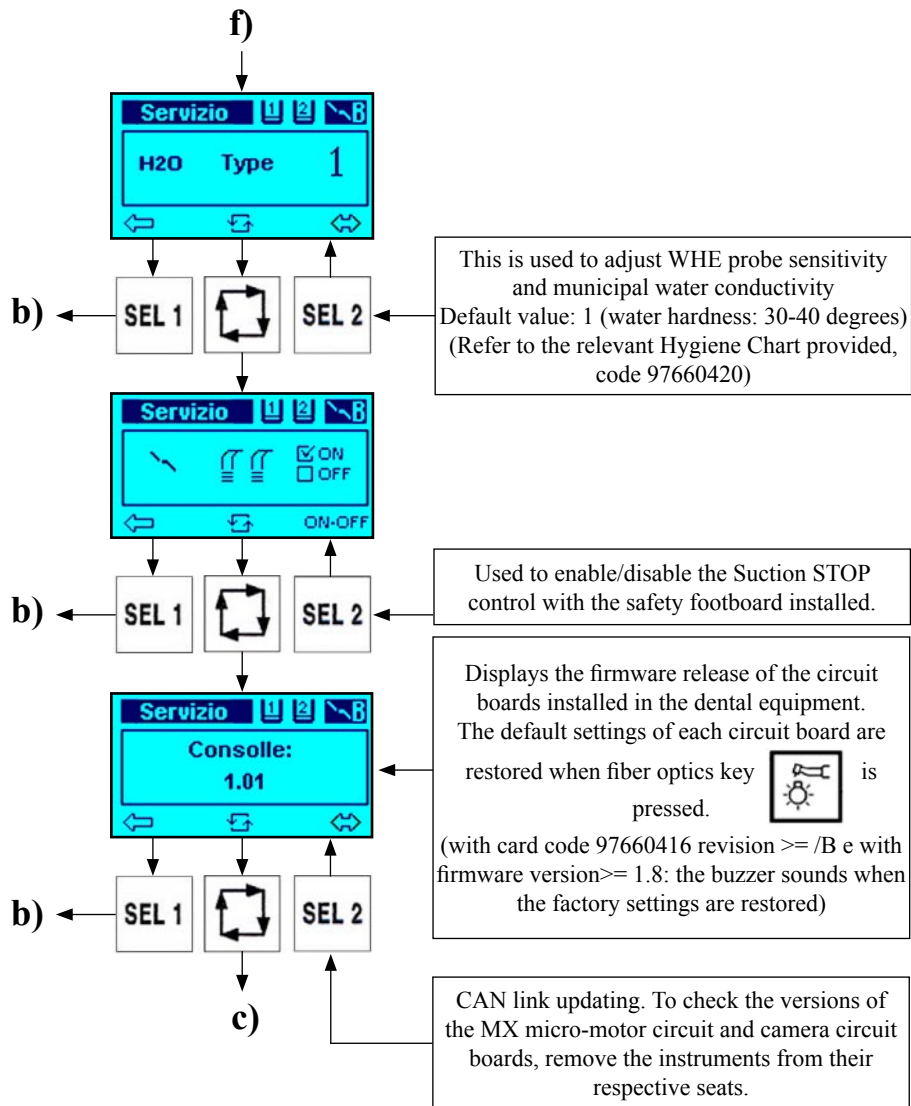 f)
Servizio 1 2 B
H2O Type 1
b) SEL 1 SEL 2
This is used to adjust WHE probe sensitivity
and municipal water conductivity
Default value: 1 (water hardness: 30-40 degrees)
(Refer to the relevant Hygiene Chart provided,
code 97660420)
Servizio 1 2 B
ON
OFF
ON-OFF
b) SEL 1 SEL 2
Used to enable/disable the Suction STOP
control with the safety footboard installed.
Servizio 1 2 B
Consolle:
1.01
Displays the firmware release of the circuit
boards installed in the dental equipment.
The default settings of each circuit board are
restored when fiber optics key is
pressed.
(with card code 97660416 revision >= /B e with
firmware version>= 1.8: the buzzer sounds when
the factory settings are restored)
b) SEL 1 SEL 2
c)
CAN link updating. To check the versions of
the MX micro-motor circuit and camera circuit
boards, remove the instruments from their
respective seats.